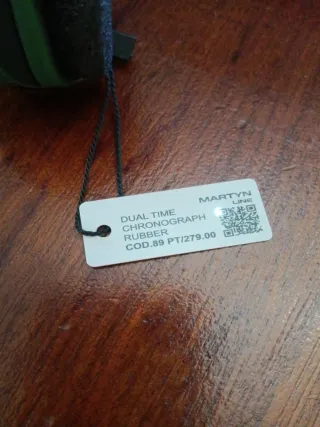 MARTYN
LINE
DUAL TIME
CHRONOGRAPH
RUBBER
COD.89 PT/279.00